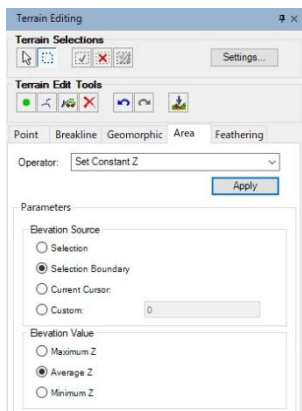 Terrain Editing
Terrain Selections
Settings...
Terrain Edit Tools
Point Breakline Geomorphic Area Feathering
Operator: Set Constant Z
Apply
Parameters
Elevation Source
Selection
Selection Boundary
Current Cursor:
Custom: 0
Elevation Value
Maximum Z
Average Z
Minimum Z